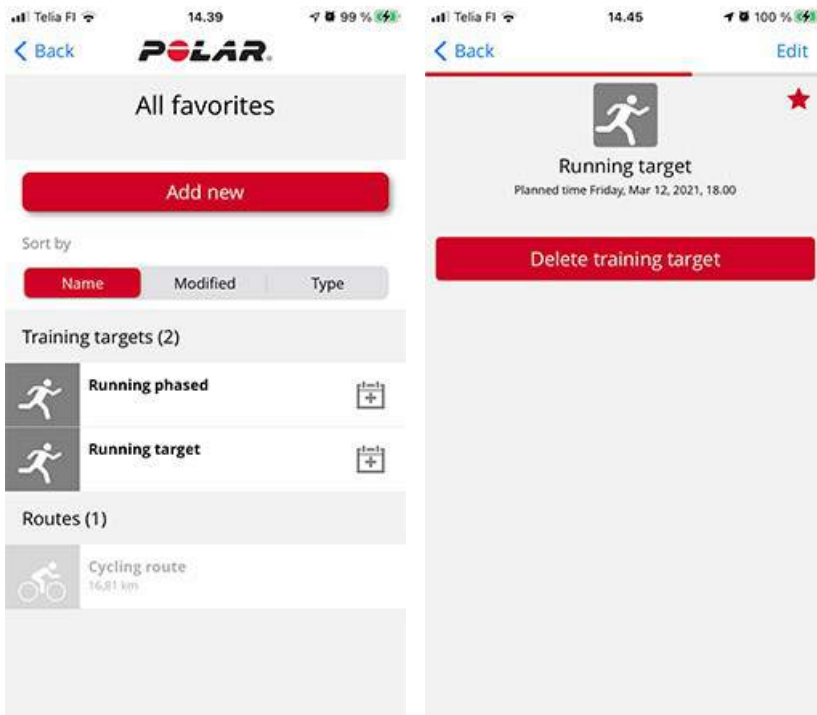 Telia FI 14.39 99 %
Back POLAR.
All favorites
Add new
Sort by
Name Modified Type
Training targets (2)
Running phased
Running target
Routes (1)
Cycling route
16,81 km
Telia FI 14.45 100 %
Back Edit
Running target
Planned time Friday, Mar 12, 2021, 18.00
Delete training target